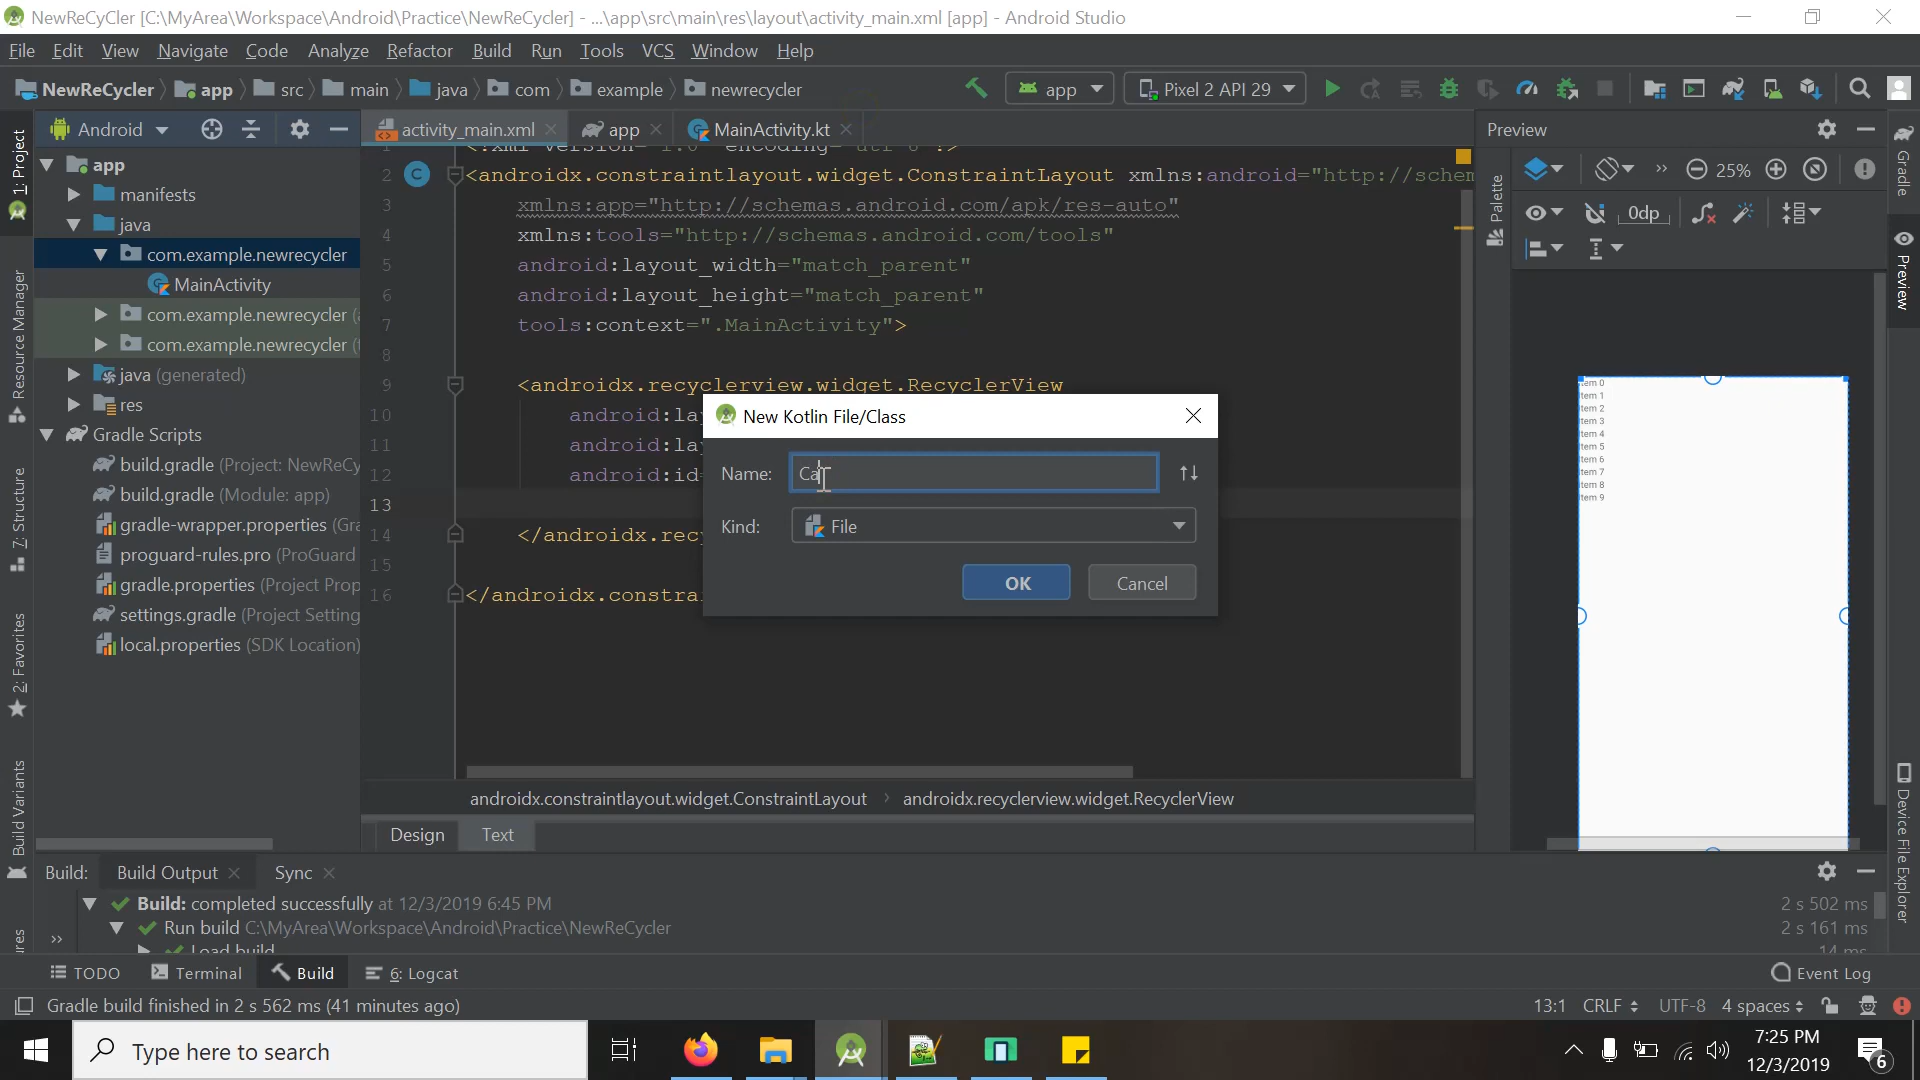 NewReCyCler [C:\MyArea\Workspace\Android\Practice\NewReCycler] - ...\app\src\main\res\layout\activity_main.xml [app] - Android Studio
File Edit View Navigate Code Analyze Refactor Build Run Tools VCS Window Help
NewReCycler app src main java com example newrecycler
app Pixel 2 API 29
Android
activity_main.xml app MainActivity.kt
Preview
1: Project
Resource Manager
7: Structure
2: Favorites
Build Variants
app
manifests
java
com.example.newrecycler
MainActivity
com.example.newrecycler
com.example.newrecycler
java (generated)
res
Gradle Scripts
build.gradle (Project: NewReCy
build.gradle (Module: app)
gradle-wrapper.properties (Gra
proguard-rules.pro (ProGuard
gradle.properties (Project Prop
settings.gradle (Project Setting
local.properties (SDK Location)
1 <?xml version="1.0" encoding="utf-8"?>
2 <androidx.constraintlayout.widget.ConstraintLayout xmlns:android="http://schem
3 xmlns:app="http://schemas.android.com/apk/res-auto"
4 xmlns:tools="http://schemas.android.com/tools"
5 android:layout_width="match_parent"
6 android:layout_height="match_parent"
7 tools:context=".MainActivity">
8
9 <androidx.recyclerview.widget.RecyclerView
10 android:la
11 android:la
12 android:id=
13
14 </androidx.recy
15
16 </androidx.constra
New Kotlin File/Class
Name: Ca
Kind: File
OK Cancel
androidx.constraintlayout.widget.ConstraintLayout androidx.recyclerview.widget.RecyclerView
Design Text
Palette
25%
0dp
Item 0
Item 1
Item 2
Item 3
Item 4
Item 5
Item 6
Item 7
Item 8
Item 9
Gradle
Preview
Device File Explorer
Build: Build Output Sync
Build: completed successfully at 12/3/2019 6:45 PM 2 s 502 ms
Run build C:\MyArea\Workspace\Android\Practice\NewReCycler 2 s 161 ms
Load build 14 ms
TODO Terminal Build 6: Logcat Event Log
Gradle build finished in 2 s 562 ms (41 minutes ago) 13:1 CRLF UTF-8 4 spaces
Type here to search
7:25 PM
12/3/2019
6